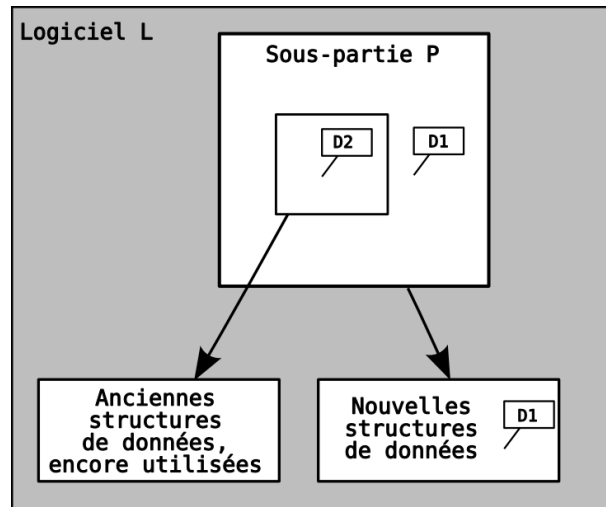 Logiciel L
Sous-partie P
D2
D1
Anciennes
structures
de données,
encore utilisées
Nouvelles
structures
de données
D1